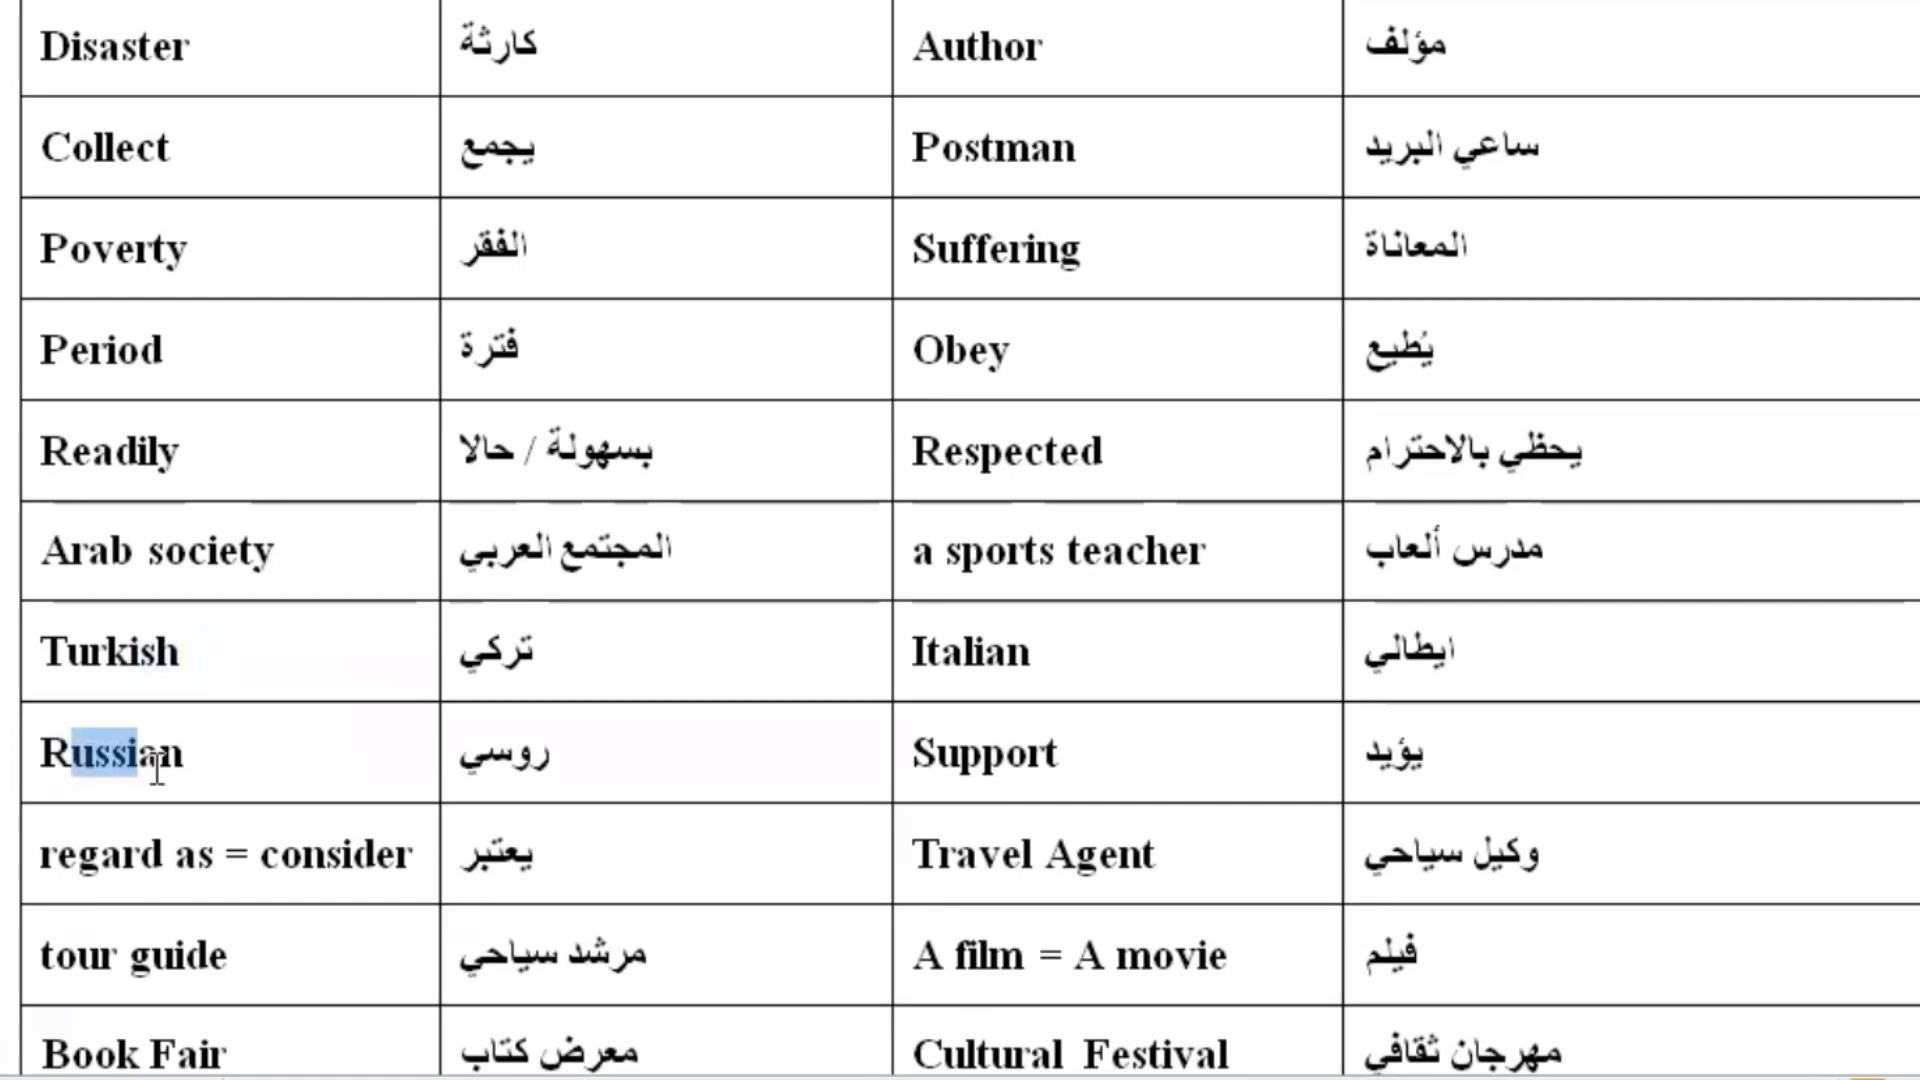 Disaster كارثة Author مؤلف
Collect يجمع Postman ساعي البريد
Poverty الفقر Suffering المعاناة
Period فترة Obey يُطيع
Readily بسهولة / حالا Respected يحظي بالاحترام
Arab society المجتمع العربي a sports teacher مدرس ألعاب
Turkish تركي Italian ايطالي
Russian روسي Support يؤيد
regard as = consider يعتبر Travel Agent وكيل سياحي
tour guide مرشد سياحي A film = A movie فيلم
Book Fair معرض كتاب Cultural Festival مهرجان ثقافي